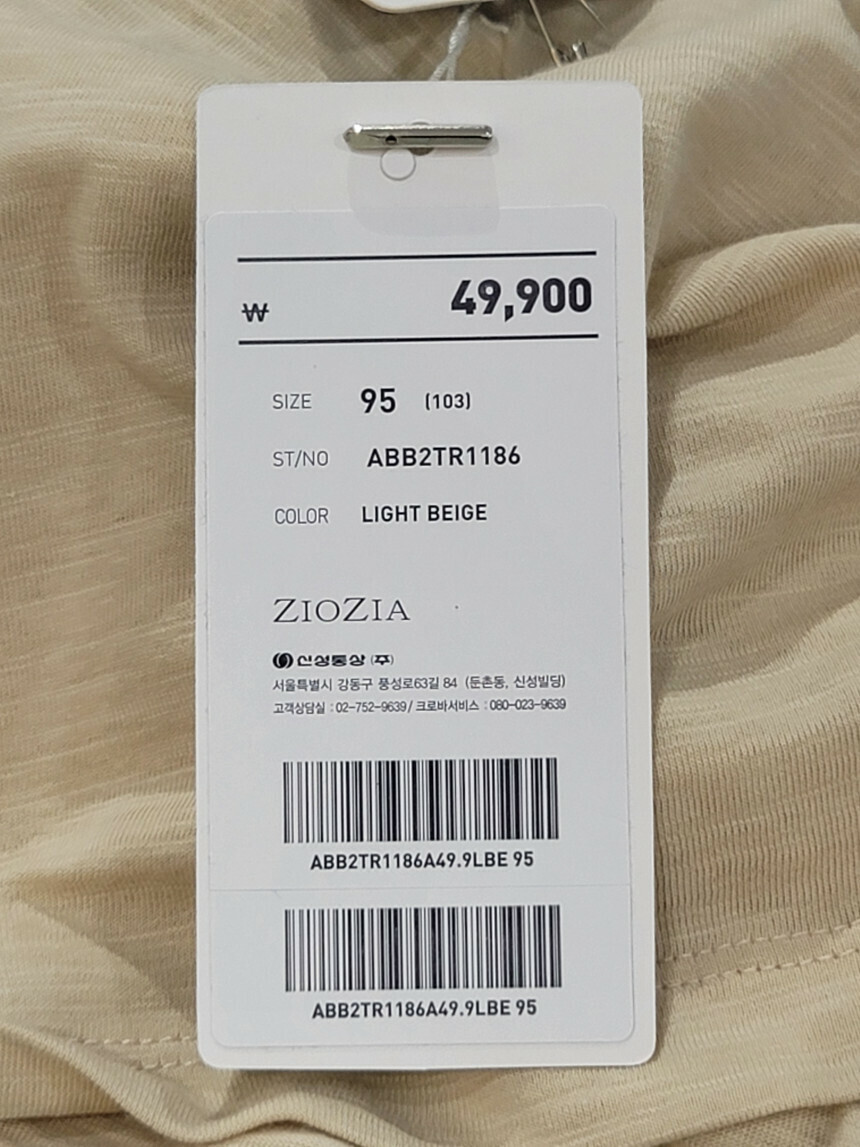 ₩ 49,900
SIZE 95 (103)
ST/NO ABB2TR1186
COLOR LIGHT BEIGE
ZIOZIA
신성통상 (주)
서울특별시 강동구 풍성로63길 84 (둔촌동, 신성빌딩)
고객상담실 : 02-752-9639 / 크로바서비스 : 080-023-9639
ABB2TR1186A49.9LBE 95
ABB2TR1186A49.9LBE 95